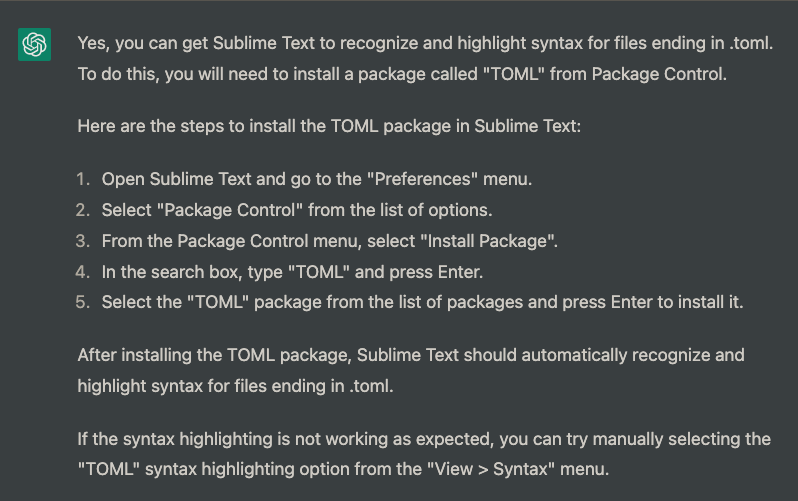 Yes, you can get Sublime Text to recognize and highlight syntax for files ending in .toml.
To do this, you will need to install a package called "TOML" from Package Control.
Here are the steps to install the TOML package in Sublime Text:
1. Open Sublime Text and go to the "Preferences" menu.
2. Select "Package Control" from the list of options.
3. From the Package Control menu, select "Install Package".
4. In the search box, type "TOML" and press Enter.
5. Select the "TOML" package from the list of packages and press Enter to install it.
After installing the TOML package, Sublime Text should automatically recognize and
highlight syntax for files ending in .toml.
If the syntax highlighting is not working as expected, you can try manually selecting the
"TOML" syntax highlighting option from the "View > Syntax" menu.